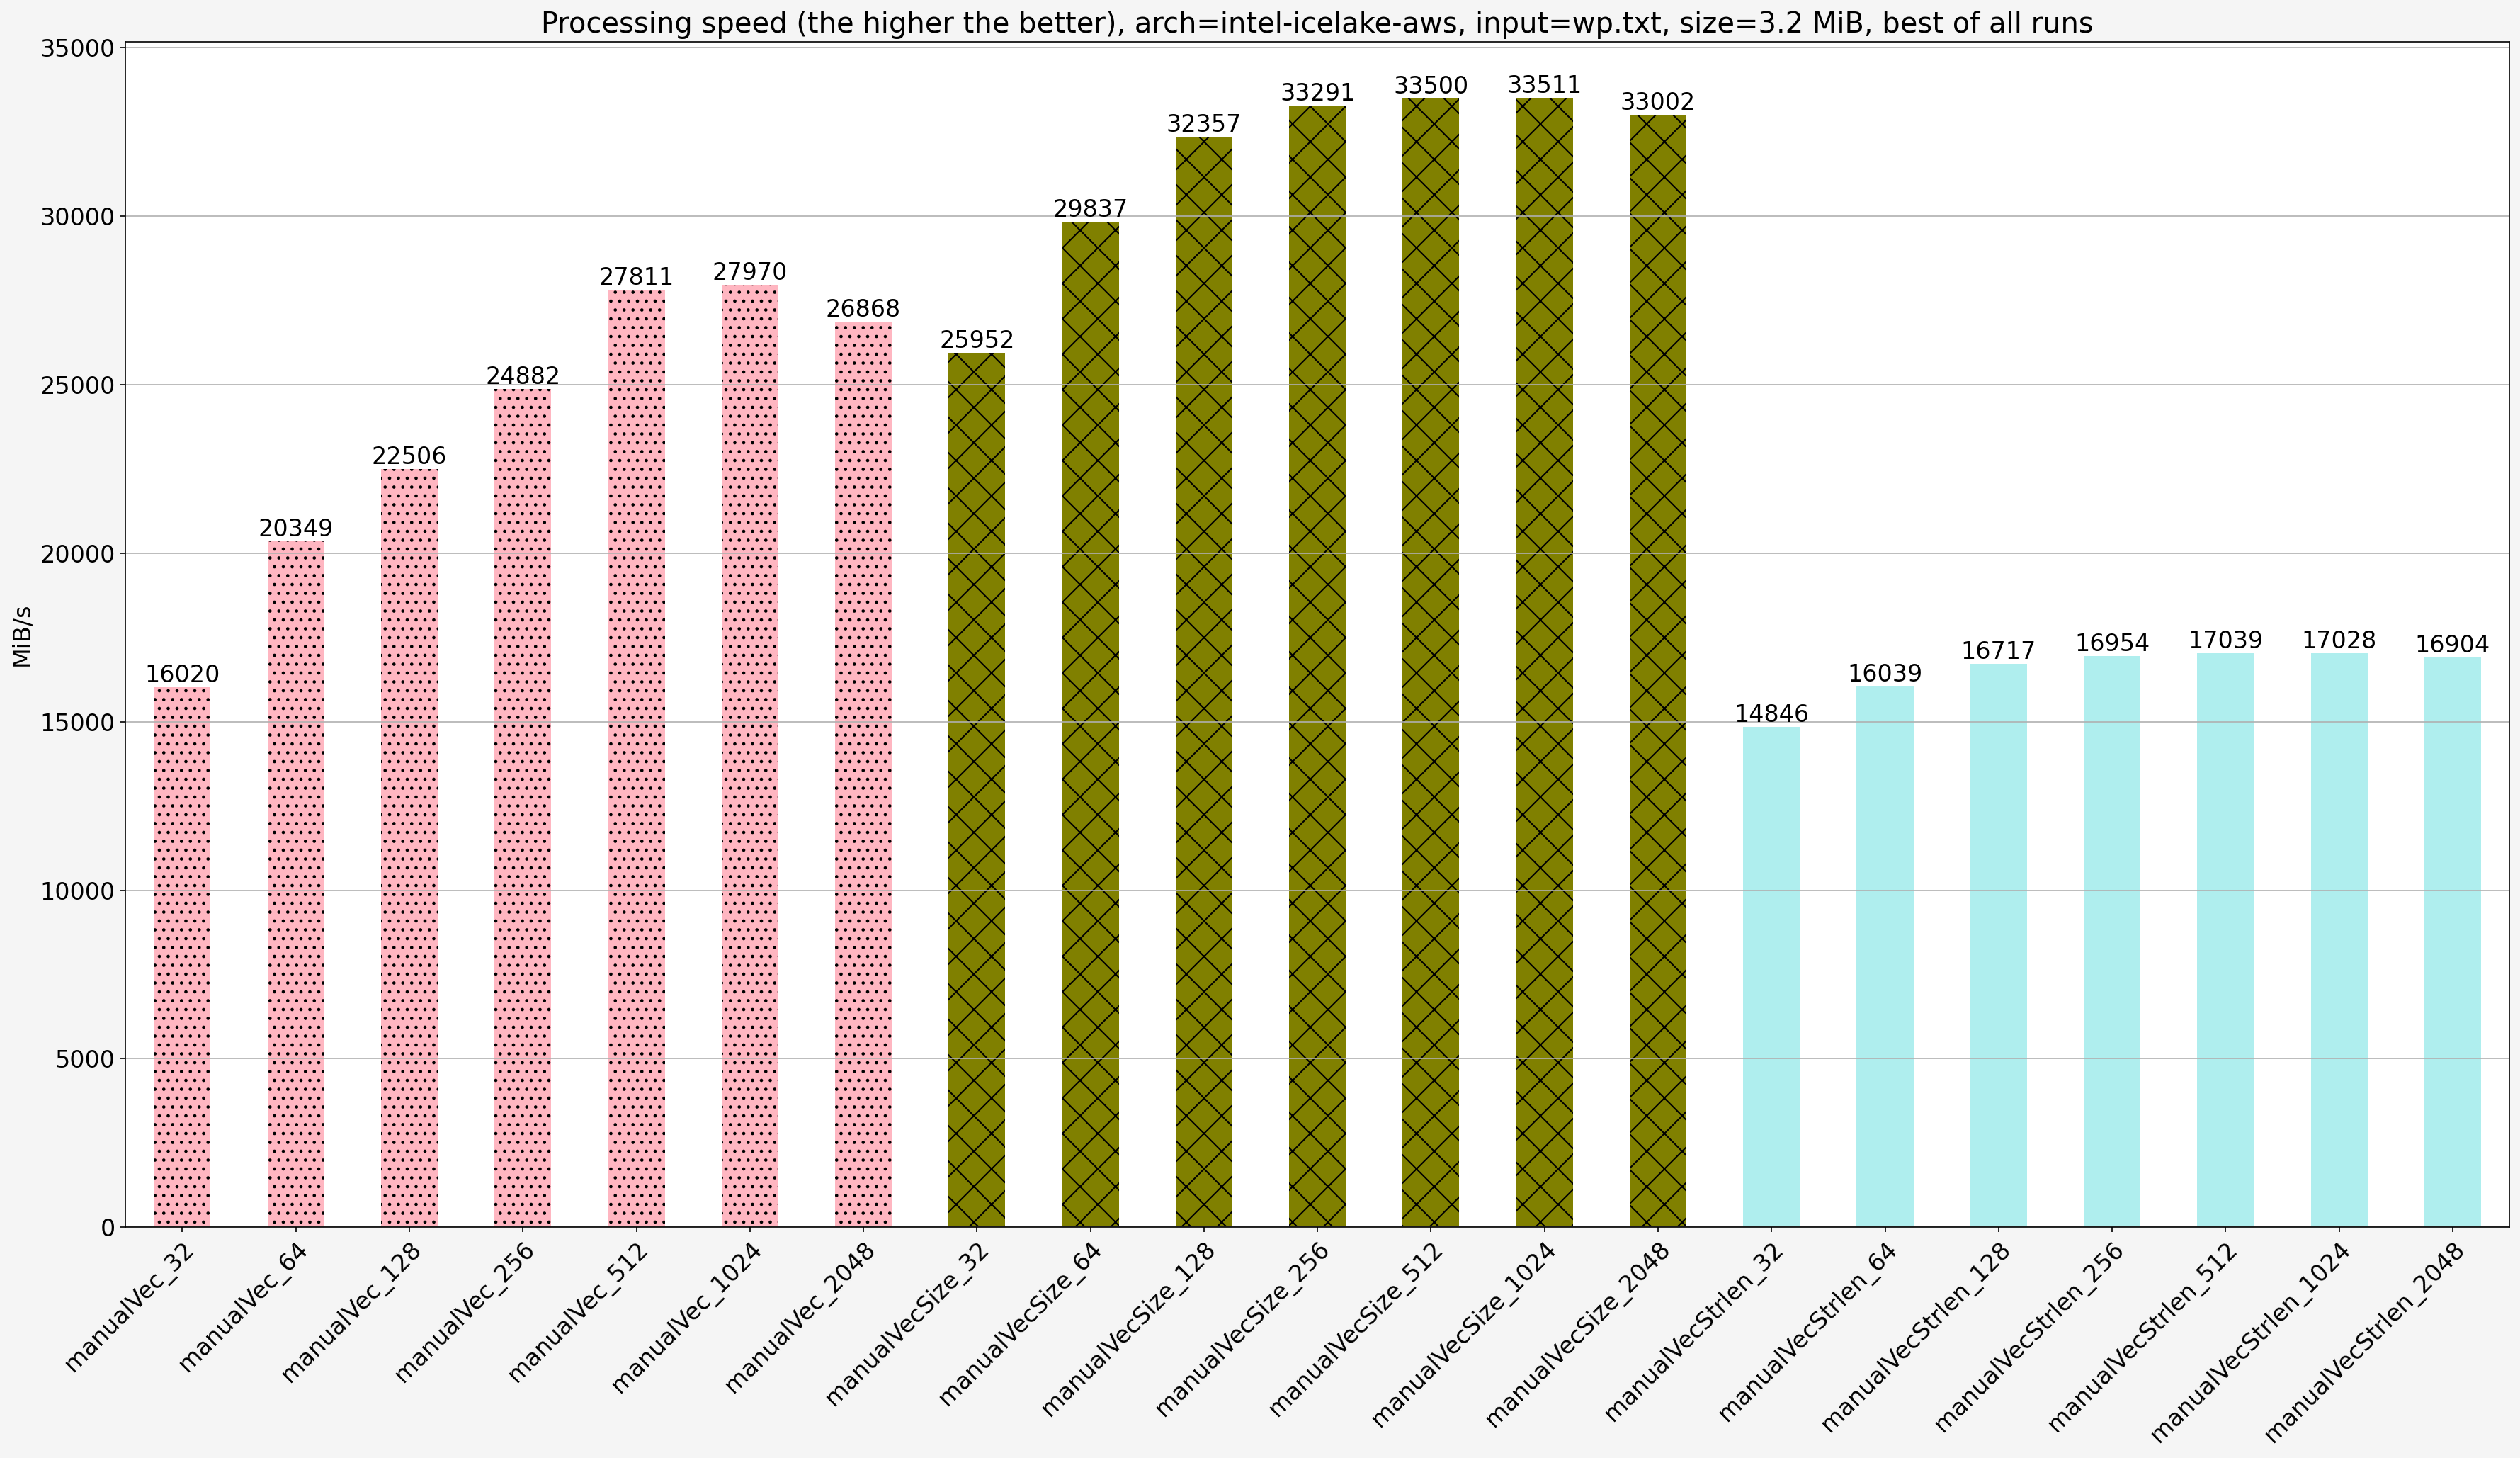 Processing speed (the higher the better), arch=intel-icelake-aws, input=wp.txt, size=3.2 MiB, best of all runs
MiB/s
35000
30000
25000
20000
15000
10000
5000
0
16020
20349
22506
24882
27811
27970
26868
25952
29837
32357
33291
33500
33511
33002
14846
16039
16717
16954
17039
17028
16904
manualVec_32
manualVec_64
manualVec_128
manualVec_256
manualVec_512
manualVec_1024
manualVec_2048
manualVecSize_32
manualVecSize_64
manualVecSize_128
manualVecSize_256
manualVecSize_512
manualVecSize_1024
manualVecSize_2048
manualVecStrlen_32
manualVecStrlen_64
manualVecStrlen_128
manualVecStrlen_256
manualVecStrlen_512
manualVecStrlen_1024
manualVecStrlen_2048